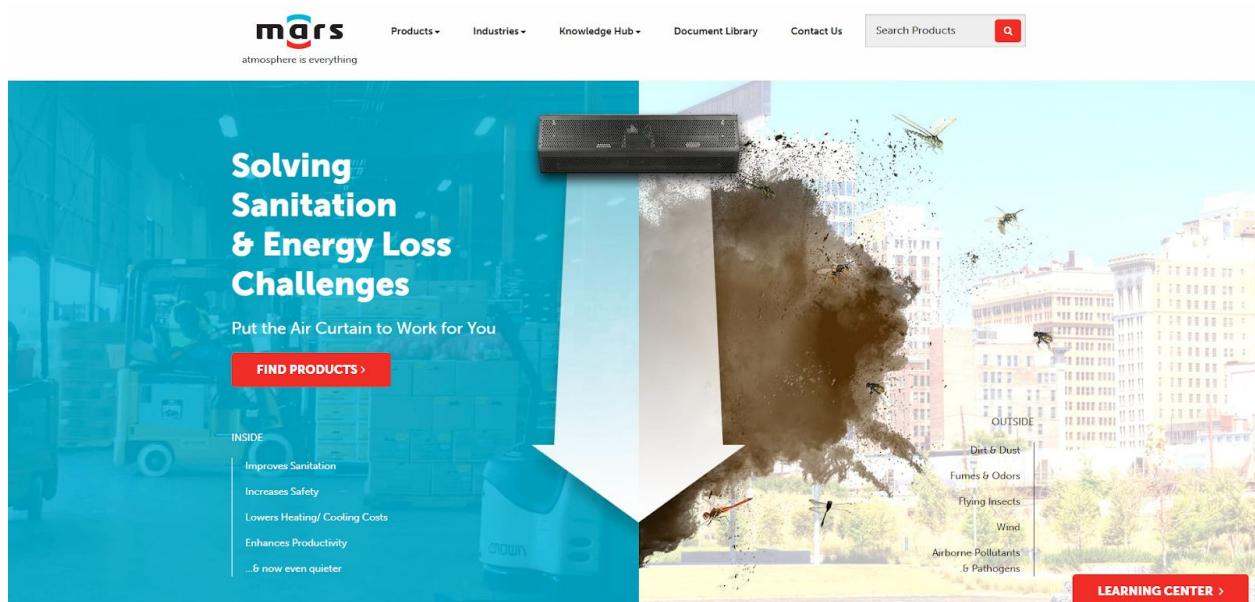 mars
atmosphere is everything
Products
Industries
Knowledge Hub
Document Library
Contact Us
Search Products
Solving
Sanitation
& Energy Loss
Challenges
Put the Air Curtain to Work for You
FIND PRODUCTS >
INSIDE
Improves Sanitation
Increases Safety
Lowers Heating/ Cooling Costs
Enhances Productivity
...& now even quieter
CROWN
OUTSIDE
Dirt & Dust
Fumes & Odors
Flying Insects
Wind
Airborne Pollutants
& Pathogens
LEARNING CENTER >